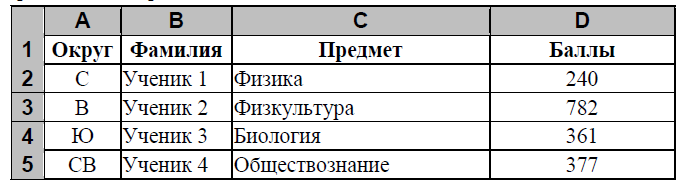 A B C D
1 Округ Фамилия Предмет Баллы
2 С Ученик 1 Физика 240
3 В Ученик 2 Физкультура 782
4 Ю Ученик 3 Биология 361
5 СВ Ученик 4 Обществознание 377